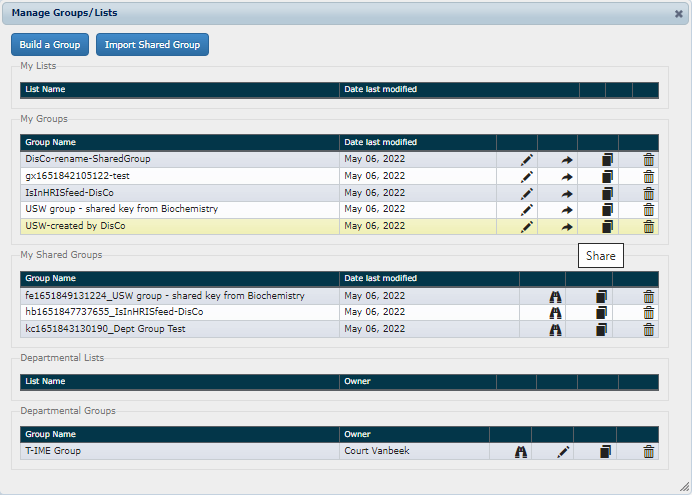 Manage Groups/Lists
Build a Group Import Shared Group
My Lists
List Name Date last modified
My Groups
Group Name Date last modified
DisCo-rename-SharedGroup May 06, 2022
gx1651842105122-test May 06, 2022
IsInHRISfeed-DisCo May 06, 2022
USW group - shared key from Biochemistry May 06, 2022
USW-created by DisCo May 06, 2022
Share
My Shared Groups
Group Name Date last modified
fe1651849131224_USW group - shared key from Biochemistry May 06, 2022
hb1651847737655_IsInHRISfeed-DisCo May 06, 2022
kc1651843130190_Dept Group Test May 06, 2022
Departmental Lists
List Name Owner
Departmental Groups
Group Name Owner
T-IME Group Court Vanbeek